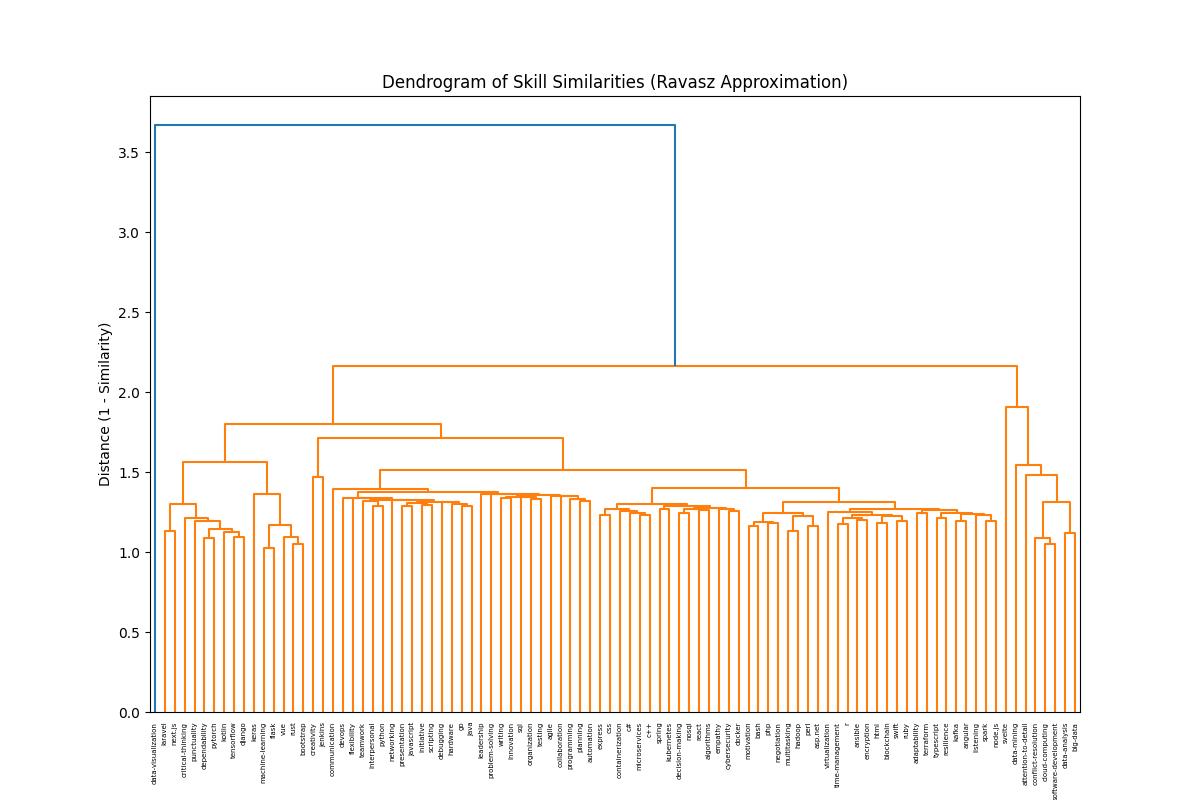 Dendrogram of Skill Similarities (Ravasz Approximation)
Distance (1 - Similarity)
3.5
3.0
2.5
2.0
1.5
1.0
0.5
0.0
data-visualization
laravel
next.js
critical-thinking
punctuality
dependability
pytorch
kotlin
tensorflow
django
keras
machine-learning
flask
vue
rust
bootstrap
creativity
jenkins
communication
devops
flexibility
teamwork
interpersonal
python
networking
presentation
javascript
initiative
scripting
debugging
hardware
go
java
leadership
problem-solving
writing
innovation
sql
organization
testing
agile
collaboration
programming
planning
automation
express
css
containerization
c#
microservices
c++
spring
kubernetes
decision-making
nosql
react
algorithms
empathy
cybersecurity
docker
motivation
bash
php
negotiation
multitasking
hadoop
perl
asp.net
virtualization
time-management
r
ansible
encryption
html
blockchain
swift
ruby
adaptability
terraform
typescript
resilience
kafka
angular
listening
spark
node.js
svelte
data-mining
attention-to-detail
conflict-resolution
cloud-computing
software-development
data-analysis
big-data